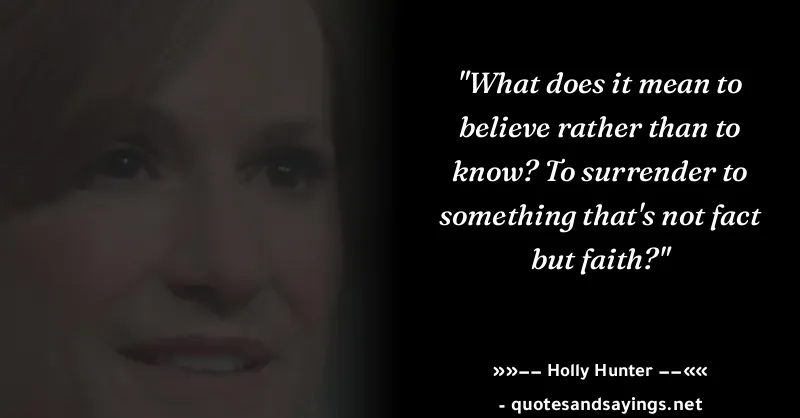 "What does it mean to
believe rather than to
know? To surrender to
something that's not fact
but faith?"
»»–– Holly Hunter ––««
- quotesandsayings.net